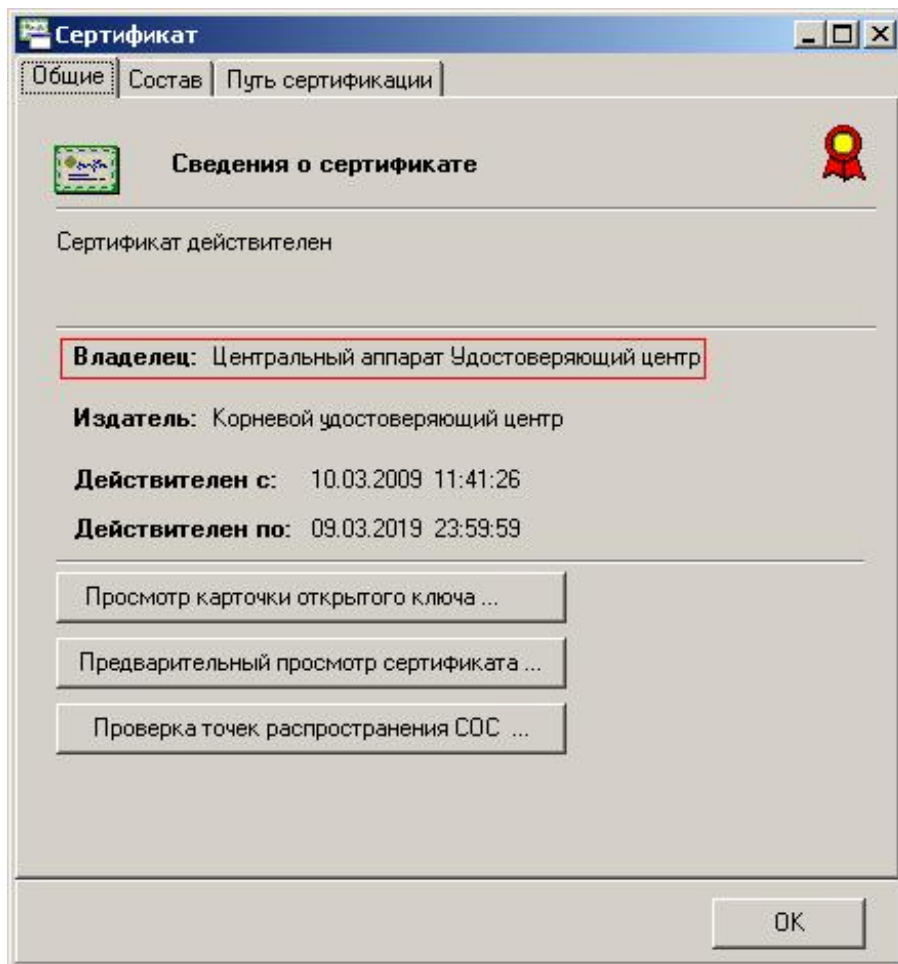 Сертификат
Общие Состав Путь сертификации
Сведения о сертификате
Сертификат действителен
Владелец: Центральный аппарат Удостоверяющий центр
Издатель: Корневой удостоверяющий центр
Действителен с: 10.03.2009 11:41:26
Действителен по: 09.03.2019 23:59:59
Просмотр карточки открытого ключа ...
Предварительный просмотр сертификата ...
Проверка точек распространения СОС ...
OK